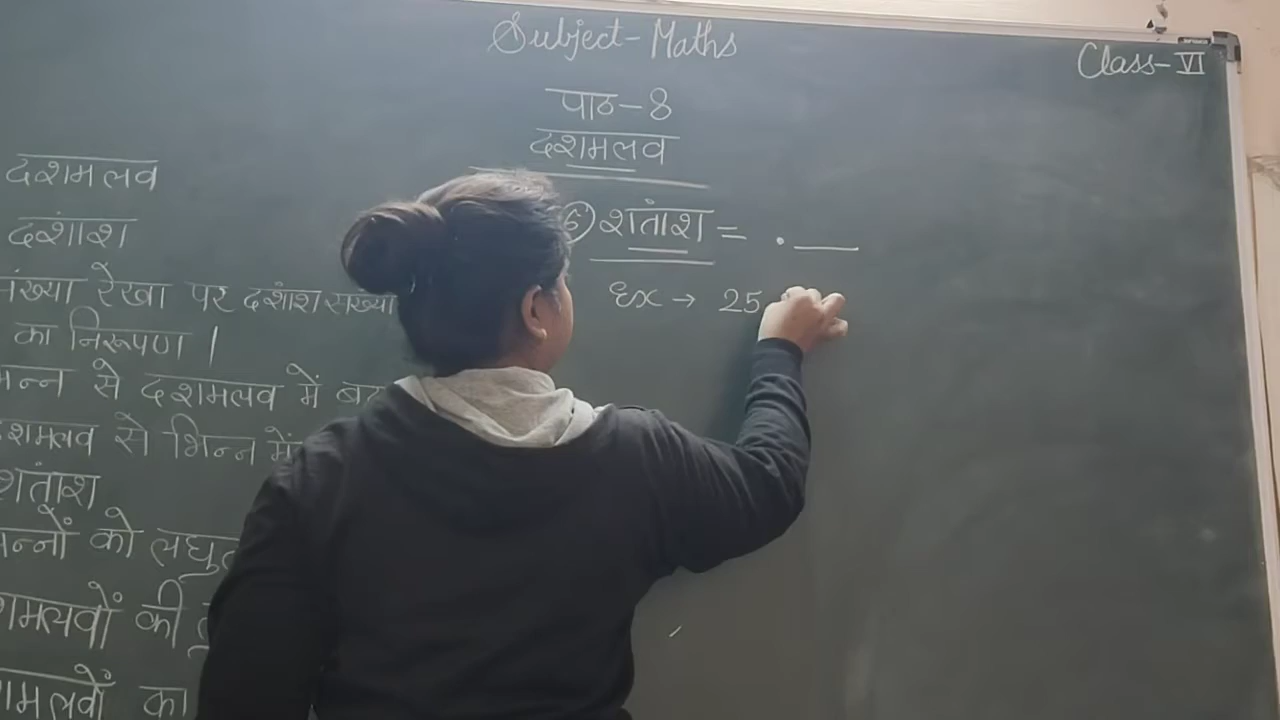 Subject-Maths
Class-VI
पाठ-8
दशमलव
दशमलव
दशांश
संख्या रेखा पर दशांश संख्या
का निरूपण ।
से दशमलव में
दशमलव से भिन्न में
शतांश
को
दशमलवों की
का
6 शतांश = . __
Ex → 25